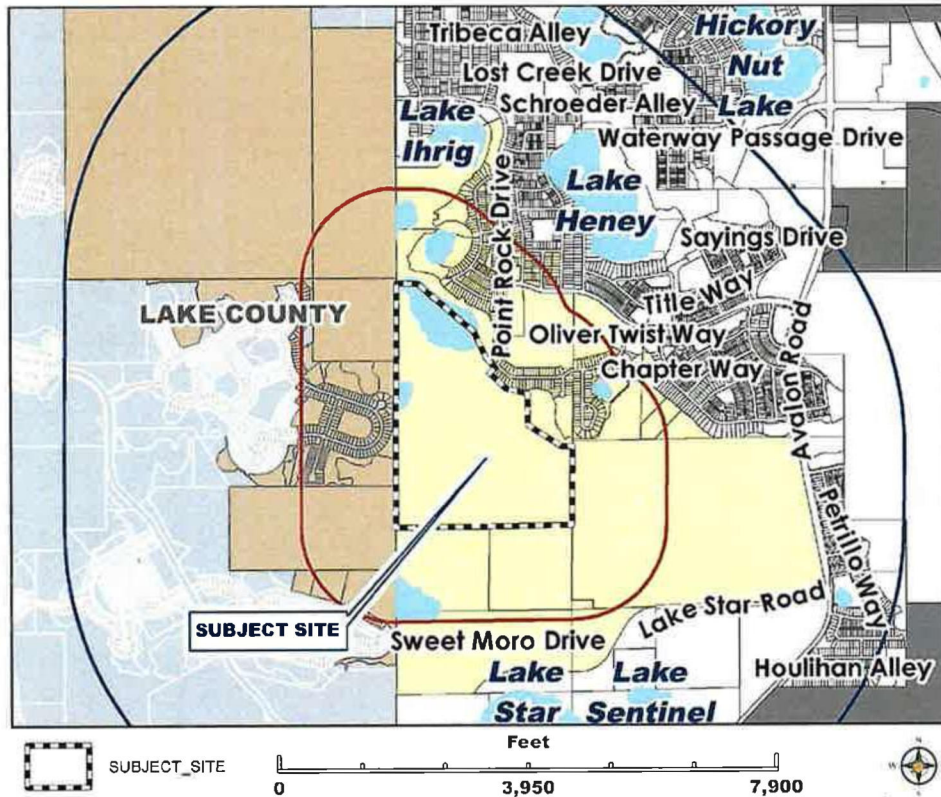 Tribeca Alley
Hickory
Nut
Lake
Lost Creek Drive
Schroeder Alley
Lake
Ihrig
Waterway Passage Drive
Point Rock Drive
Lake
Heney
Sayings Drive
Title Way
LAKE COUNTY
Oliver Twist Way
Chapter Way
Avalon Road
Petrillo Way
SUBJECT SITE
Lake Star Road
Sweet Moro Drive
Houlihan Alley
Lake
Star
Lake
Sentinel
SUBJECT_SITE
Feet
0 3,950 7,900
N
W